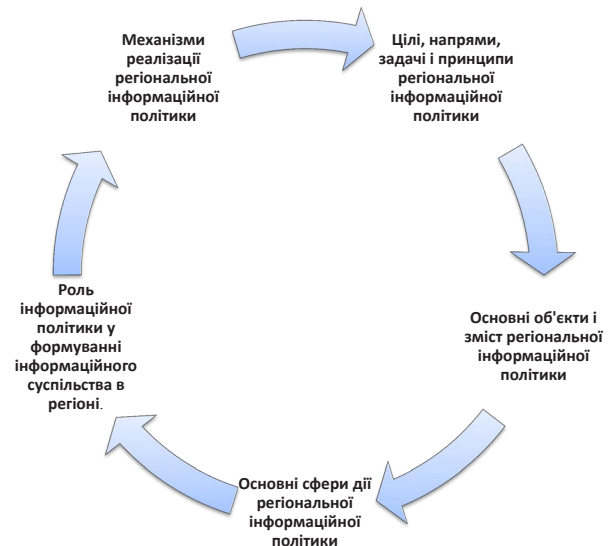 Механізми
реалізації
регіональної
інформаційної
політики
Цілі, напрями,
задачі і принципи
регіональної
інформаційної
політики
Основні об'єкти і
зміст регіональної
інформаційної
політики
Основні сфери дії
регіональної
інформаційної
політики
Роль
інформаційної
політики у
формуванні
інформаційного
суспільства в
регіоні.